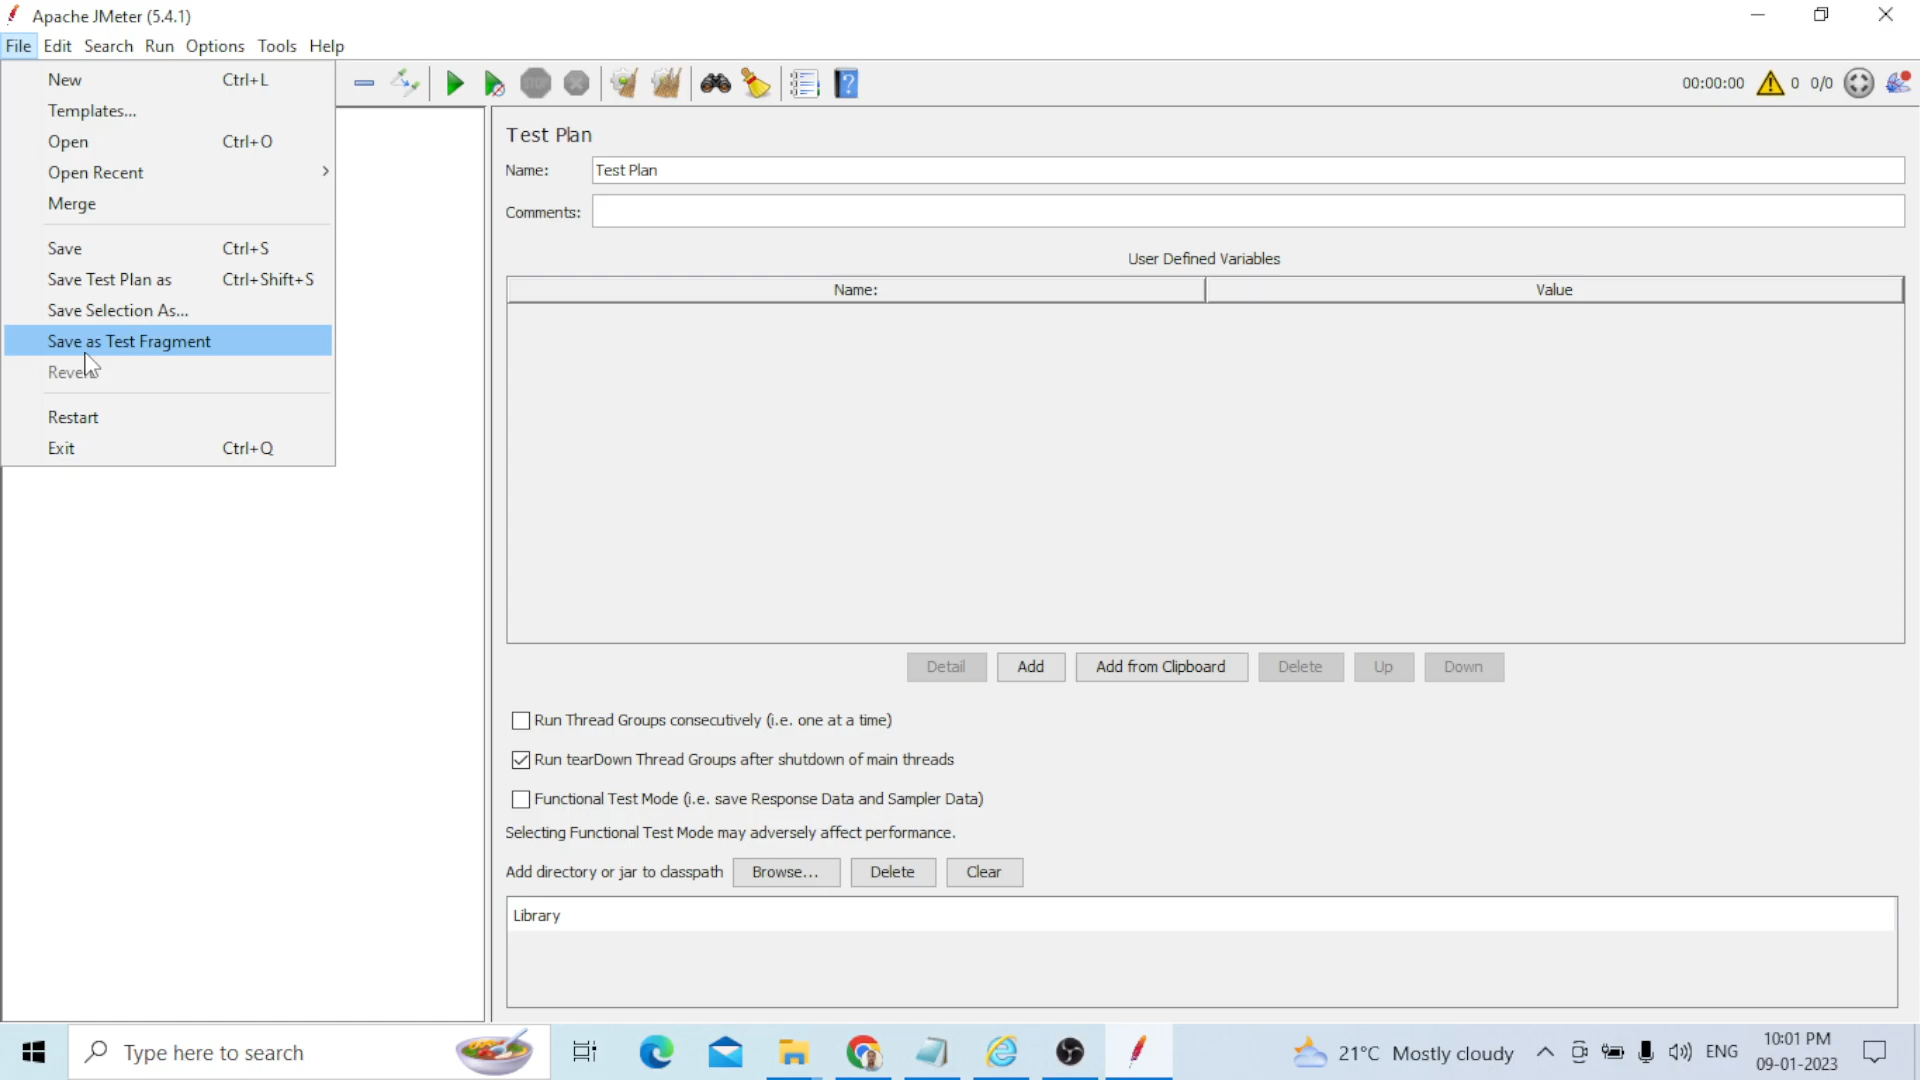 Apache JMeter (5.4.1)
File Edit Search Run Options Tools Help
New Ctrl+L
Templates...
Open Ctrl+O
Open Recent
Merge
Save Ctrl+S
Save Test Plan as Ctrl+Shift+S
Save Selection As...
Save as Test Fragment
Restart
Exit Ctrl+Q
STOP
00:00:00 0 0/0
Test Plan
Name: Test Plan
Comments:
User Defined Variables
Name: Value
Detail Add Add from Clipboard Delete Up Down
Run Thread Groups consecutively (i.e. one at a time)
Run tearDown Thread Groups after shutdown of main threads
Functional Test Mode (i.e. save Response Data and Sampler Data)
Selecting Functional Test Mode may adversely affect performance.
Add directory or jar to classpath Browse... Delete Clear
Library
Type here to search
21°C Mostly cloudy
ENG
10:01 PM
09-01-2023